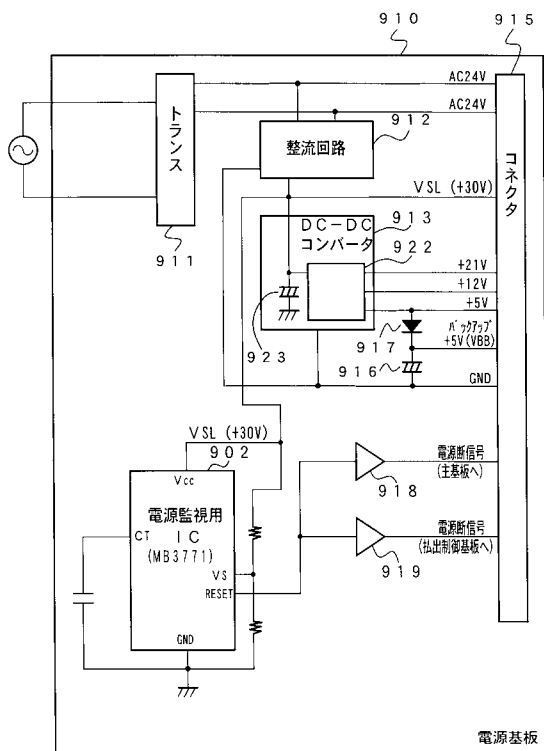 910
915
AC24V
AC24V
トランス
912
整流回路
コネクタ
VSL (+30V)
911
DC-DC
コンバータ
913
922
+21V
+12V
+5V
923
917
バックアップ
+5V(VBB)
916
GND
VSL (+30V)
902
Vcc
電源監視用
IC
(MB3771)
CT
VS
RESET
GND
電源断信号
(主基板へ)
918
電源断信号
(払出制御基板へ)
919
電源基板